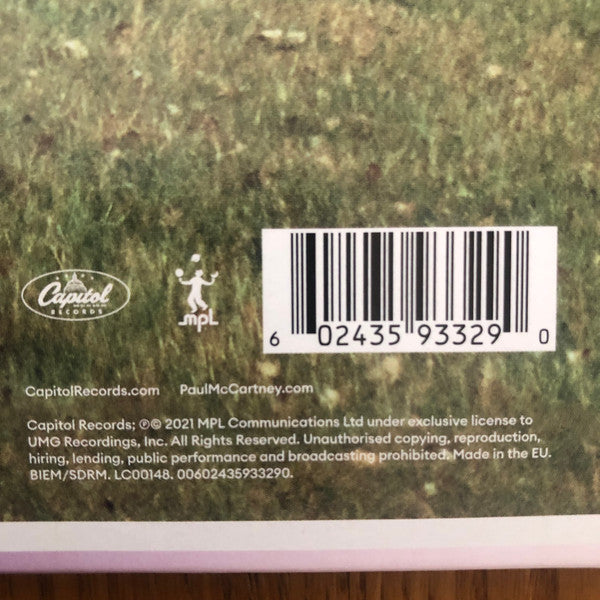 Capitol
RECORDS
mpL
6 02435 93329 0
CapitolRecords.com PaulMcCartney.com
Capitol Records; ℗© 2021 MPL Communications Ltd under exclusive license to
UMG Recordings, Inc. All Rights Reserved. Unauthorised copying, reproduction,
hiring, lending, public performance and broadcasting prohibited. Made in the EU.
BIEM/SDRM. LC00148. 00602435933290.